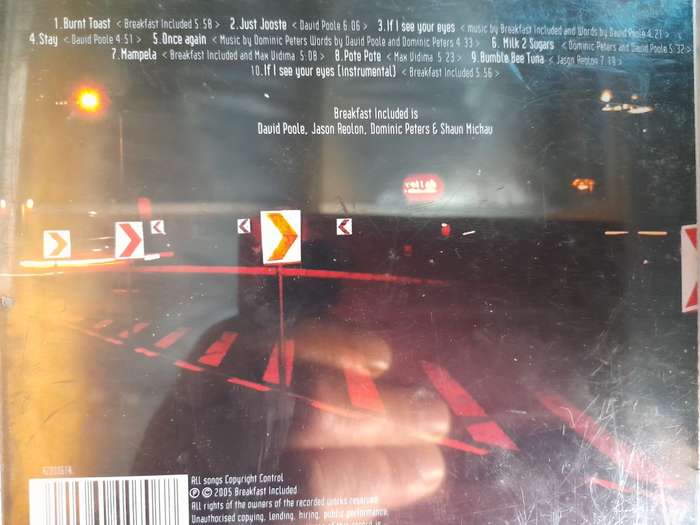 1.Burnt Toast < Breakfast Included 5.58 > 2.Just Jooste < David Poole 6.06 > 3.If I see your eyes < music by Breakfast Included and Words by David Poole 4.21 >
4.Stay < David Poole 4.51 > 5.Once again < Music by Dominic Peters Words by David Poole and Dominic Peters 4.33 > 6. Milk 2 Sugars < Dominic Peters and David Poole 5.32>
7.Mampela < Breakfast Included and Max Vidima 5:08 > 8.Pote Pote < Max Vidima 5:23 > 9.Bumble Bee Tuna < Jason Reolon 7.19 >
10.If I see your eyes (Instrumental) < Breakfast Included 5.56 >
Breakfast Included is
David Poole, Jason Reolon, Dominic Peters & Shaun Michau
All songs Copyright Control
Ⓟ © 2005 Breakfast Included
All rights of the owners of the recorded works reserved
Unauthorised copying, lending, hiring, public performance,